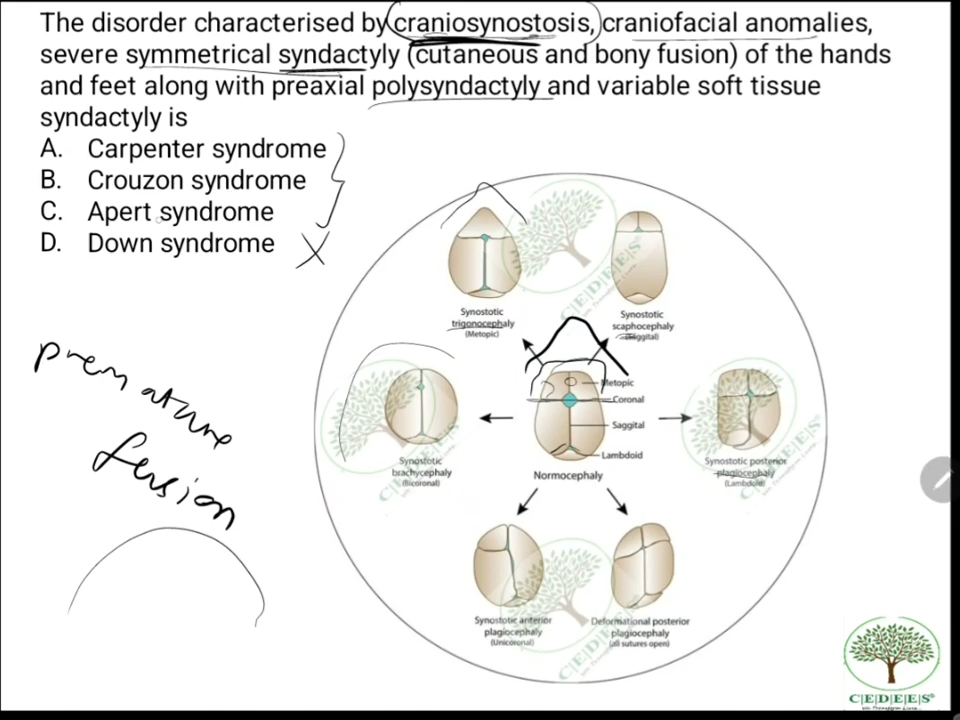 The disorder characterised by craniosynostosis, craniofacial anomalies,
severe symmetrical syndactyly (cutaneous and bony fusion) of the hands
and feet along with preaxial polysyndactyly and variable soft tissue
syndactyly is
A. Carpenter syndrome
B. Crouzon syndrome
C. Apert syndrome
D. Down syndrome
Synostotic
trigonocephaly
(Metopic)
Synostotic
scaphocephaly
(Saggital)
premature
fusion
Metopic
Coronal
Saggital
Lambdoid
Normocephaly
Synostotic
brachycephaly
(Bicoronal)
Synostotic posterior
plagiocephaly
(Lambdoid)
Synostotic anterior
plagiocephaly
(Unicoronal)
Deformational posterior
plagiocephaly
(all sutures open)
C|E|D|E|E|S
C|E|D|E|E|S
C|E|D|E|E|S
C|E|D|E|E|S
C|E|D|E|E|S®